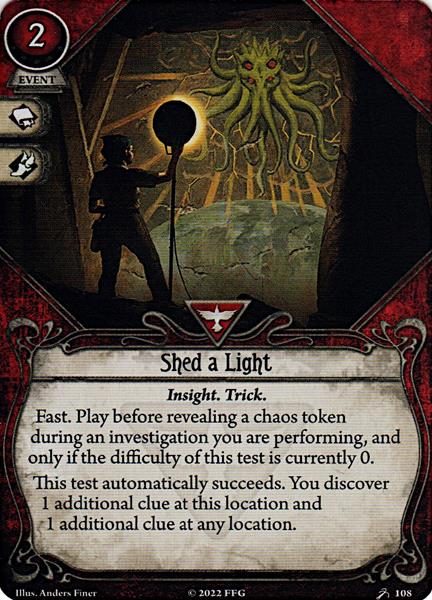 2
EVENT
Shed a Light
Insight. Trick.
Fast. Play before revealing a chaos token
during an investigation you are performing, and
only if the difficulty of this test is currently 0.
This test automatically succeeds. You discover
1 additional clue at this location and
1 additional clue at any location.
Illus. Anders Finer © 2022 FFG 108